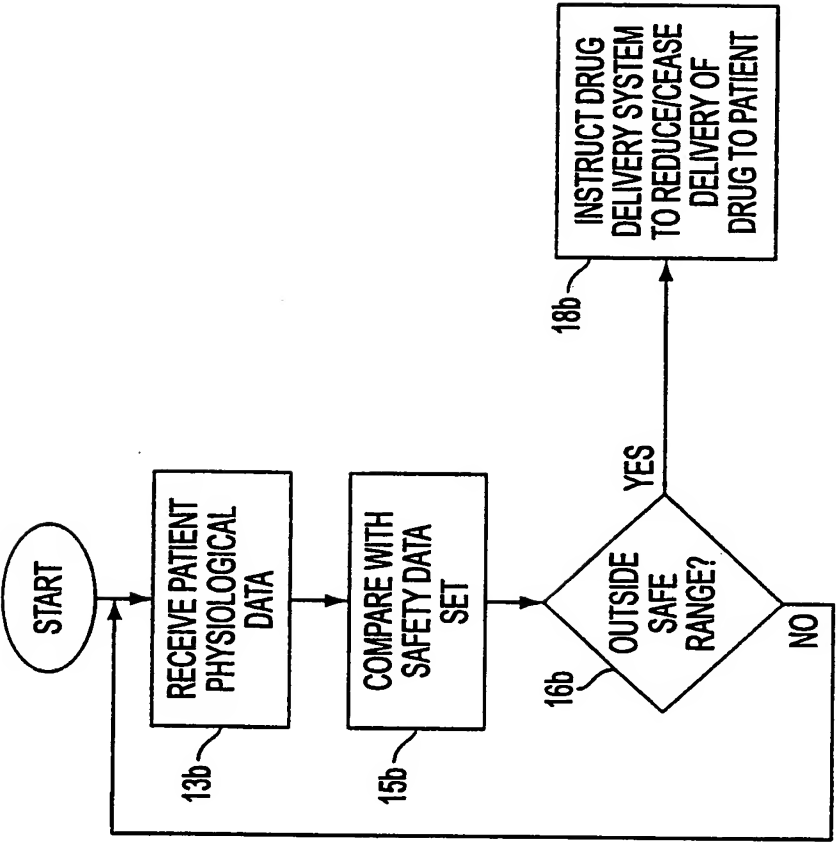 START
RECEIVE PATIENT
PHYSIOLOGICAL
DATA
13b
COMPARE WITH
SAFETY DATA
SET
15b
OUTSIDE
SAFE
RANGE?
16b
YES
NO
INSTRUCT DRUG
DELIVERY SYSTEM
TO REDUCE/CEASE
DELIVERY OF
DRUG TO PATIENT
18b